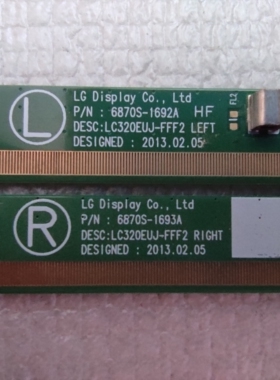 L
LG Display Co., Ltd
P/N : 6870S-1692A HF
DESC:LC320EUJ-FFF2 LEFT
DESIGNED : 2013.02.05
FL2
R
LG Display Co., Ltd
P/N : 6870S-1693A
DESC:LC320EUJ-FFF2 RIGHT
DESIGNED : 2013.02.05